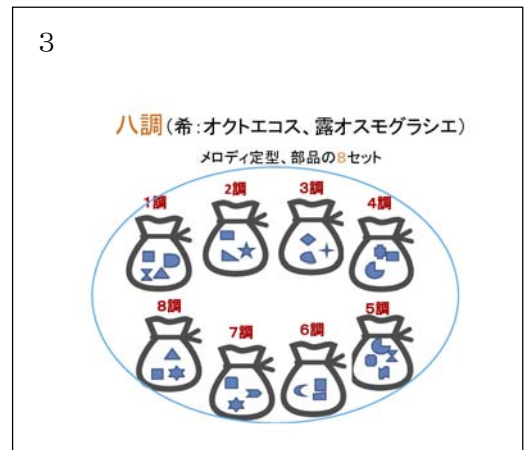 ３
八調(希：オクトエコス、露オスモグラシエ)
メロディ定型、部品の8セット
1調
2調
3調
4調
8調
7調
6調
5調